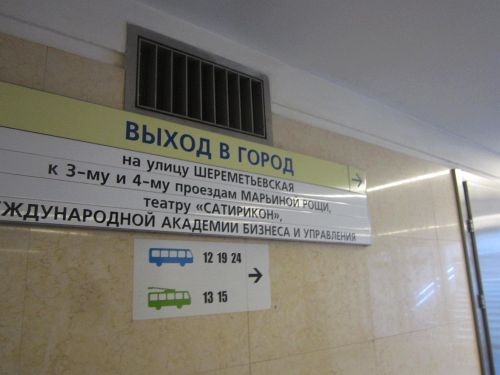 ВЫХОД В ГОРОД
на улицу ШЕРЕМЕТЬЕВСКАЯ
к 3-му и 4-му проездам МАРЬИНОЙ РОЩИ,
театру «САТИРИКОН»,
ЖДУНАРОДНОЙ АКАДЕМИИ БИЗНЕСА И УПРАВЛЕНИЯ
12 19 24
13 15